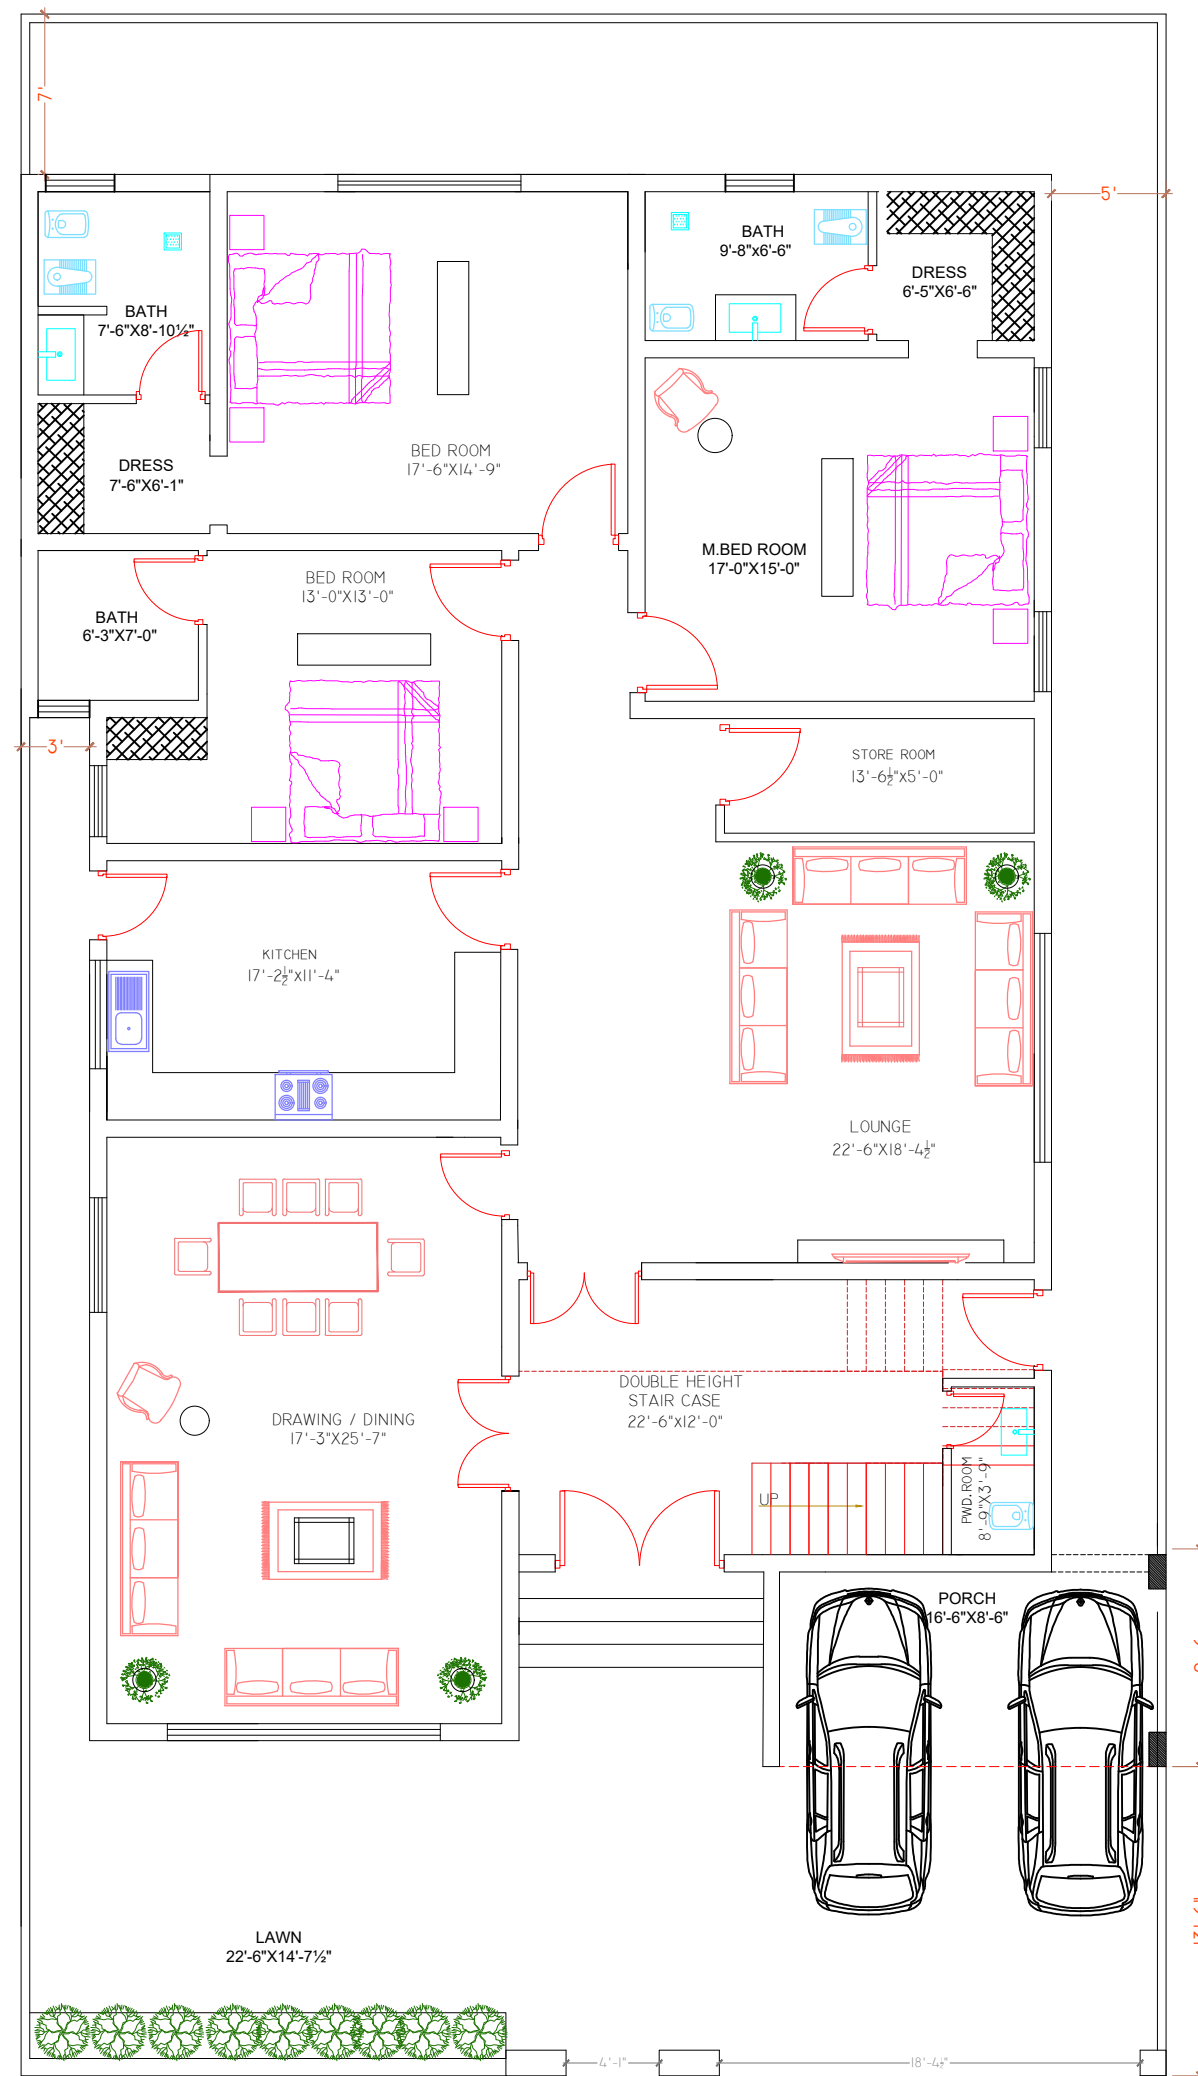 7'
5'
BATH
9'-8"x6'-6"
DRESS
6'-5"X6'-6"
BATH
7'-6"X8'-10½"
BED ROOM
17'-6"X14'-9"
DRESS
7'-6"X6'-1"
M.BED ROOM
17'-0"X15'-0"
BED ROOM
13'-0"X13'-0"
BATH
6'-3"X7'-0"
3'
STORE ROOM
13'-6½"x5'-0"
KITCHEN
17'-2½"x11'-4"
LOUNGE
22'-6"X18'-4½"
DOUBLE HEIGHT
STAIR CASE
22'-6"x12'-0"
DRAWING / DINING
17'-3"X25'-7"
UP
PWD.ROOM
8'-9"X3'-9"
PORCH
16'-6"X8'-6"
LAWN
22'-6"X14'-7½"
4'-1"
18'-4½"